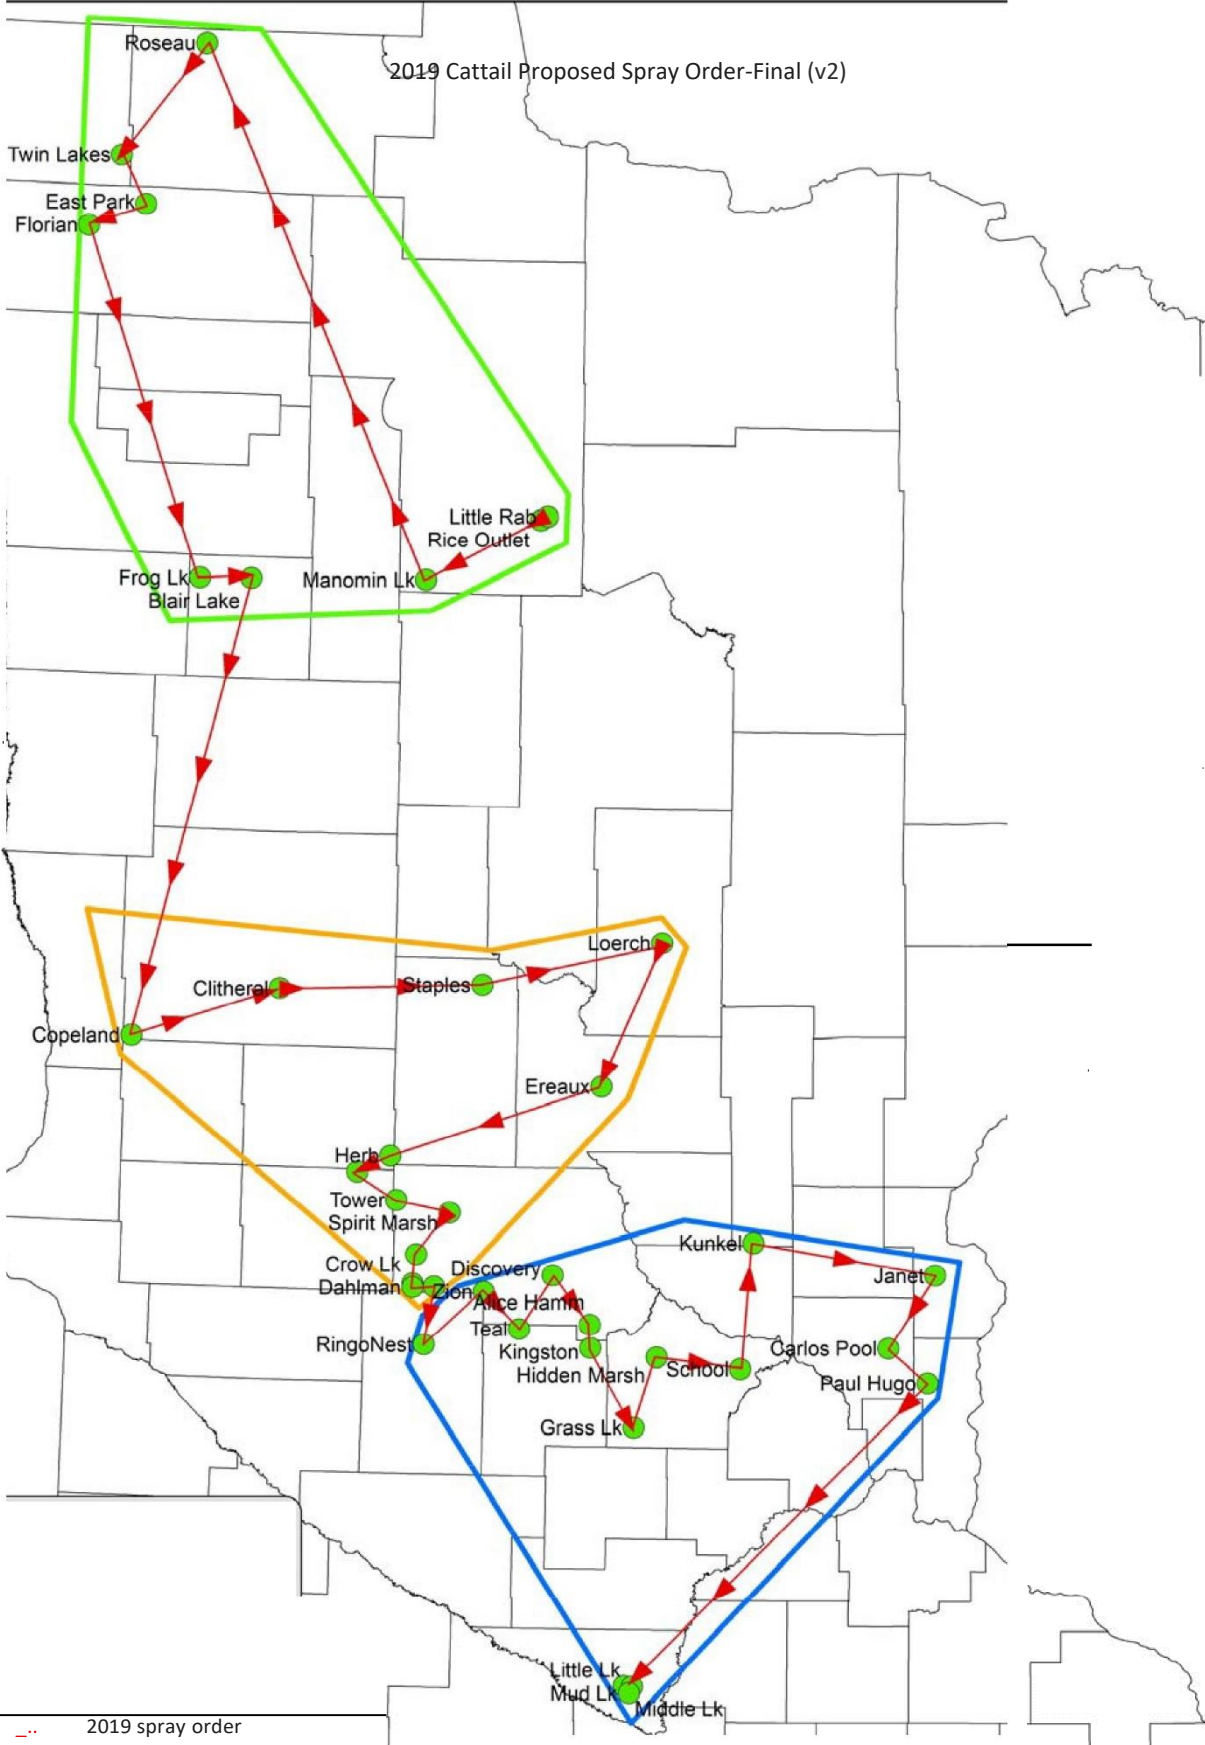 Roseau
2019 Cattail Proposed Spray Order-Final (v2)
Twin Lakes
East Park
Florian
Little Rab
Rice Outlet
Frog Lk
Manomin Lk
Blair Lake
Loerch
Clitheral
Staples
Copeland
Ereaux
Herb
Tower
Spirit Marsh
Kunkel
Crow Lk
Discovery
Janet
Dahlman
Zion
Alice Hamm
Teal
RingoNest
Kingston
Carlos Pool
Hidden Marsh
School
Paul Hugo
Grass Lk
Little Lk
Mud Lk
Middle Lk
2019 spray order